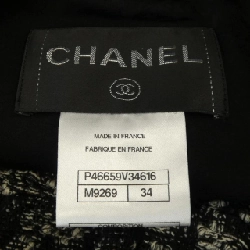 CHANEL
MADE IN FRANCE
FABRIQUE EN FRANCE
P46659V34616
M9269 34